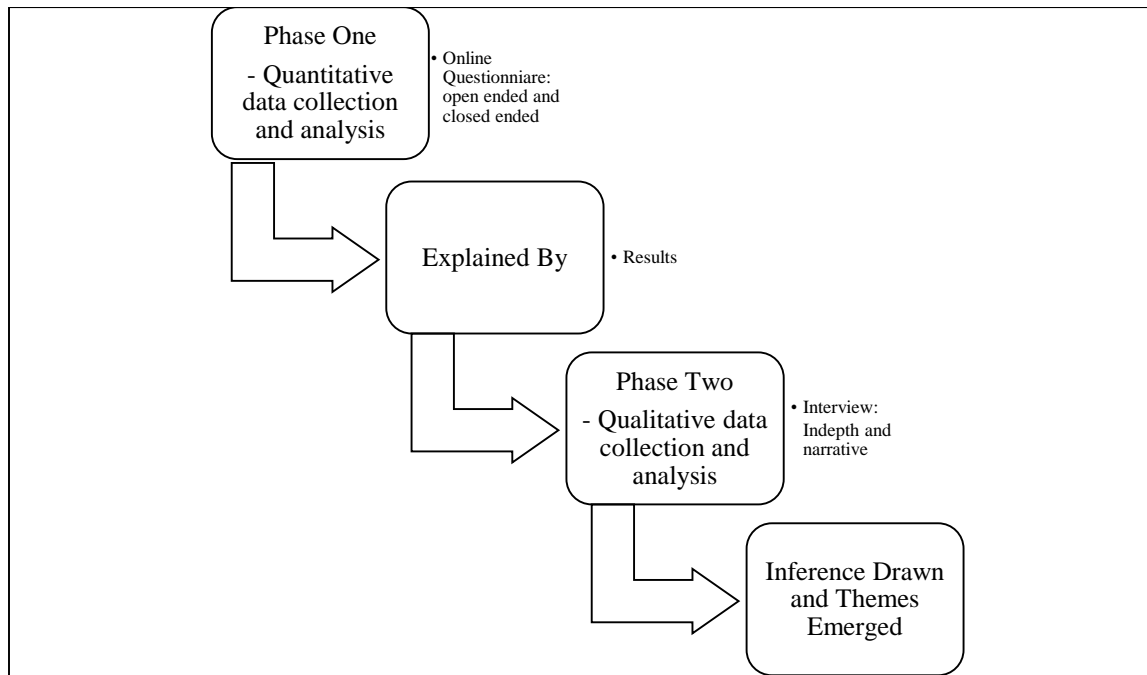 Phase One
- Quantitative
data collection
and analysis
• Online
Questionniare:
open ended and
closed ended
Explained By
• Results
Phase Two
- Qualitative data
collection and
analysis
• Interview:
Indepth and
narrative
Inference Drawn
and Themes
Emerged